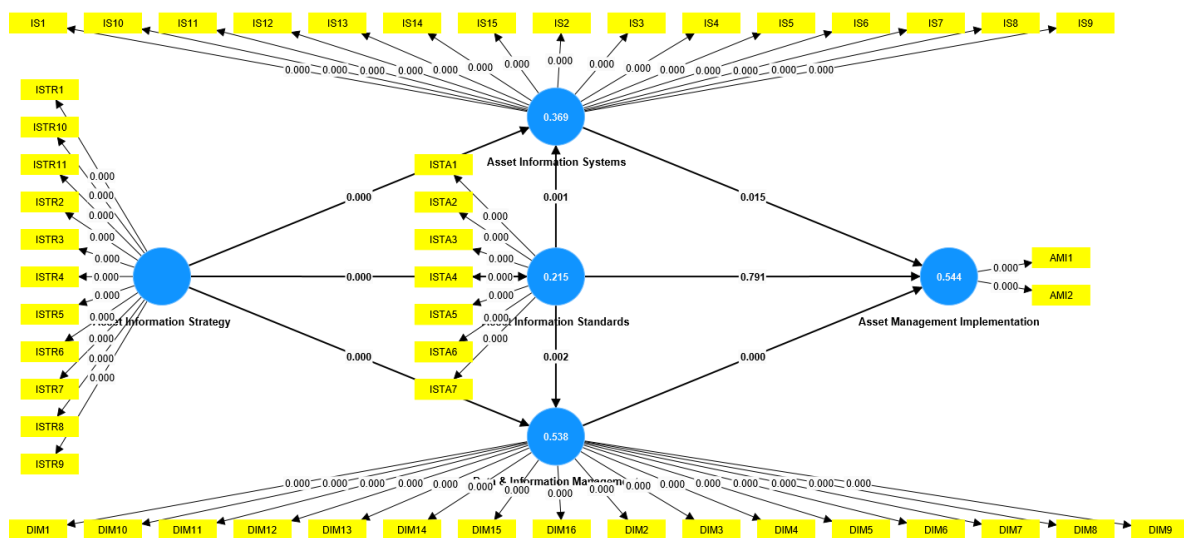 IS1 IS10 IS11 IS12 IS13 IS14 IS15 IS2 IS3 IS4 IS5 IS6 IS7 IS8 IS9
0.000 0.000 0.000 0.000 0.000 0.000 0.000 0.000 0.000 0.000 0.000 0.000 0.000 0.000 0.000
0.369
Asset Information Systems
ISTR1
ISTR10
ISTR11
ISTR2
ISTR3
ISTR4
ISTR5
ISTR6
ISTR7
ISTR8
ISTR9
0.000
0.000
0.000
0.000
0.000
0.000
0.000
0.000
0.000
0.000
0.000
Asset Information Strategy
0.000
0.000
0.000
ISTA1
ISTA2
ISTA3
ISTA4
ISTA5
ISTA6
ISTA7
0.000
0.000
0.000
0.000
0.000
0.000
0.000
0.001
0.215
Asset Information Standards
0.002
0.015
0.791
0.000
0.544
Asset Management Implementation
0.000
0.000
AMI1
AMI2
0.538
Data & Information Management
0.000 0.000 0.000 0.000 0.000 0.000 0.000 0.000 0.000 0.000 0.000 0.000 0.000 0.000 0.000 0.000
DIM1 DIM10 DIM11 DIM12 DIM13 DIM14 DIM15 DIM16 DIM2 DIM3 DIM4 DIM5 DIM6 DIM7 DIM8 DIM9